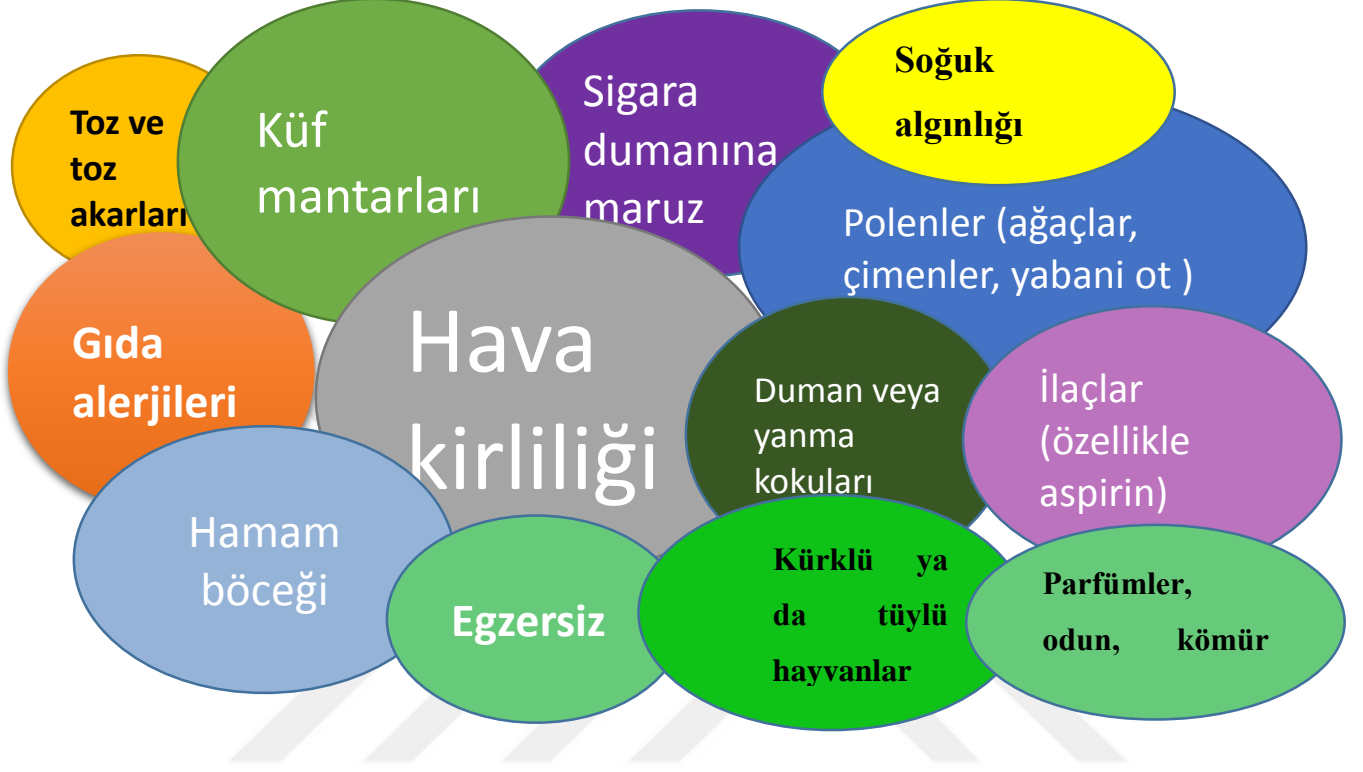 Toz ve
toz
akarları
Küf
mantarları
Sigara
dumanına
maruz
Soğuk
algınlığı
Polenler (ağaçlar,
çimenler, yabani ot )
Gıda
alerjileri
Hava
kirliliği
Duman veya
yanma
kokuları
İlaçlar
(özellikle
aspirin)
Hamam
böceği
Egzersiz
Kürklü ya
da tüylü
hayvanlar
Parfümler,
odun, kömür